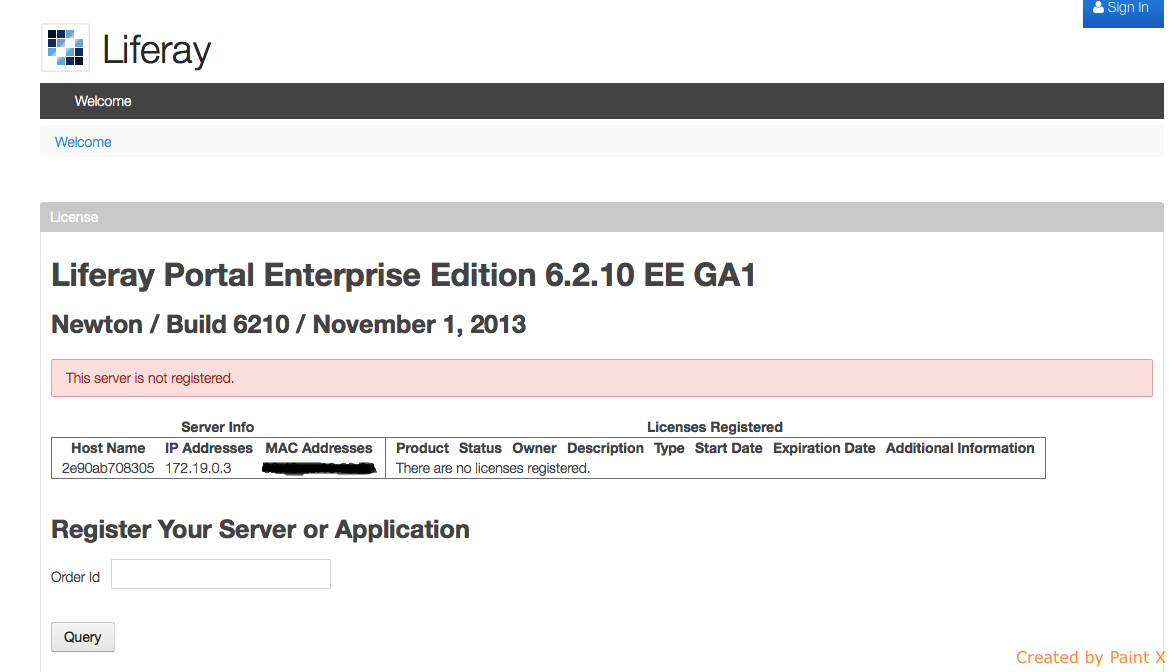 Sign In
Liferay
Welcome
Welcome
License
Liferay Portal Enterprise Edition 6.2.10 EE GA1
Newton / Build 6210 / November 1, 2013
This server is not registered.
Server Info Licenses Registered
Host Name IP Addresses MAC Addresses Product Status Owner Description Type Start Date Expiration Date Additional Information
2e90ab708305 172.19.0.3 There are no licenses registered.
Register Your Server or Application
Order Id
Query
Created by Paint X